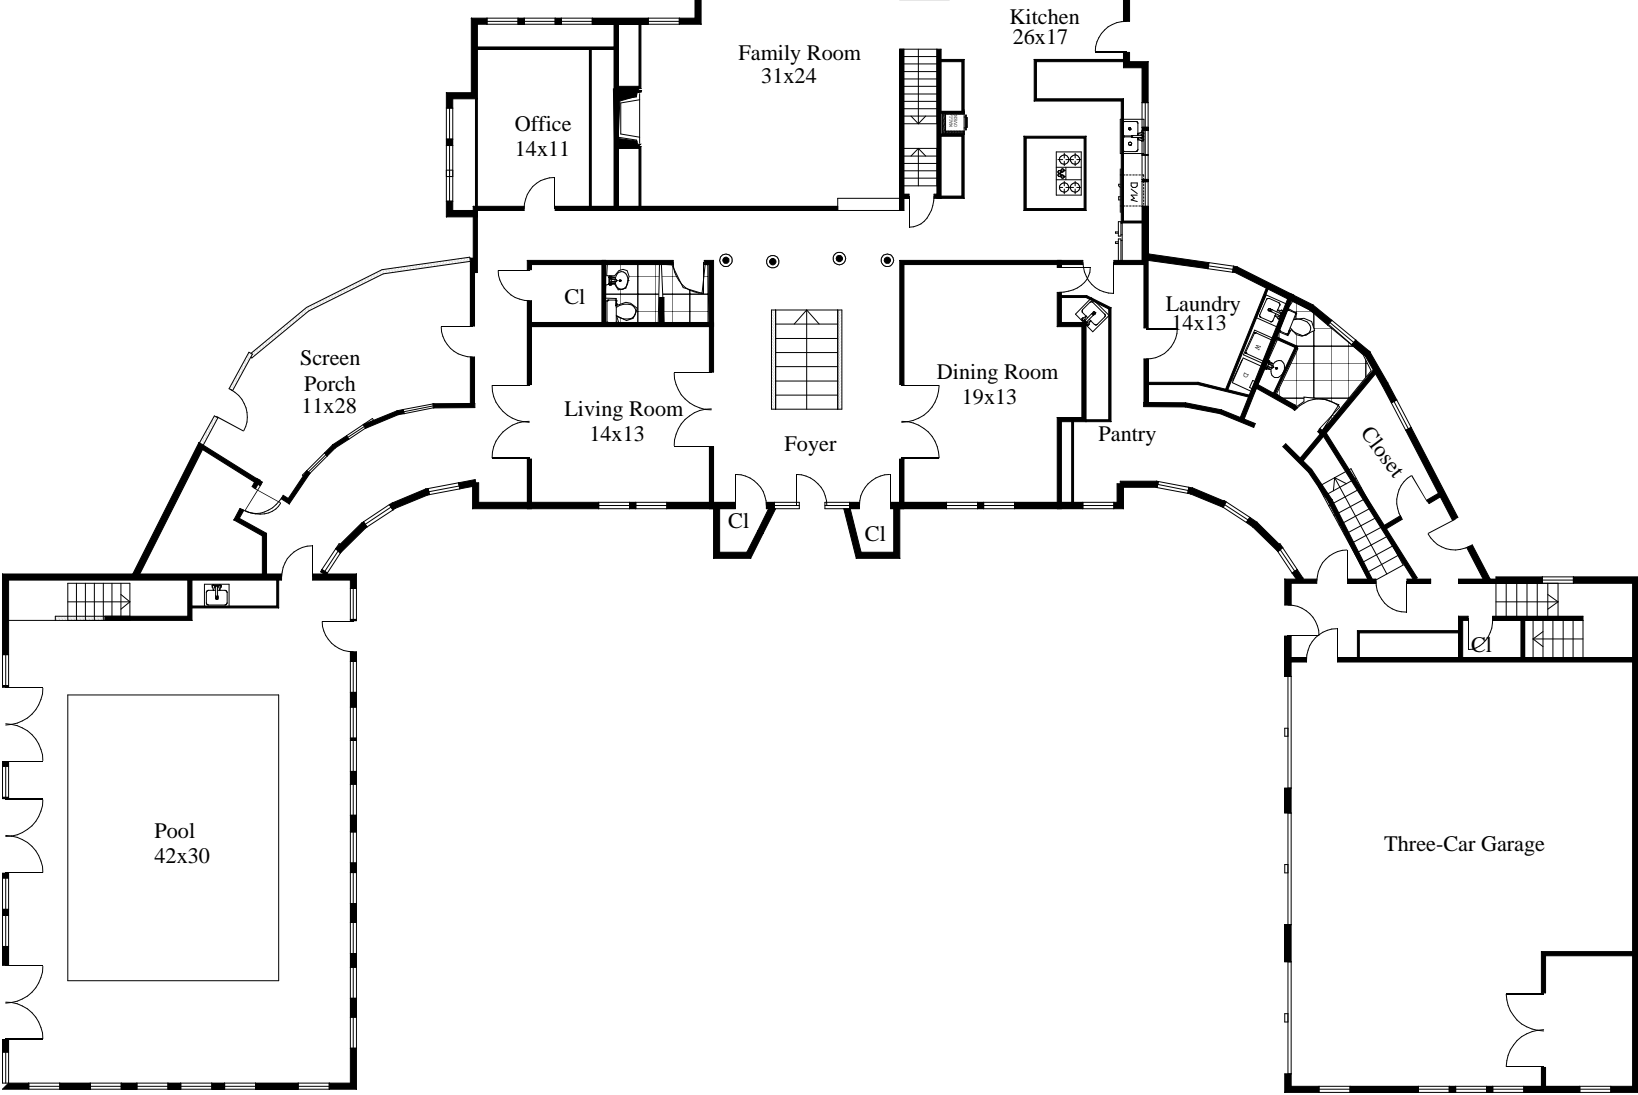 Kitchen
26x17
Family Room
31x24
Office
14x11
D/W
Cl
Laundry
14x13
W
D
Screen
Porch
11x28
Living Room
14x13
Dining Room
19x13
Foyer
Pantry
Closet
Cl
Cl
Cl
Pool
42x30
Three-Car Garage